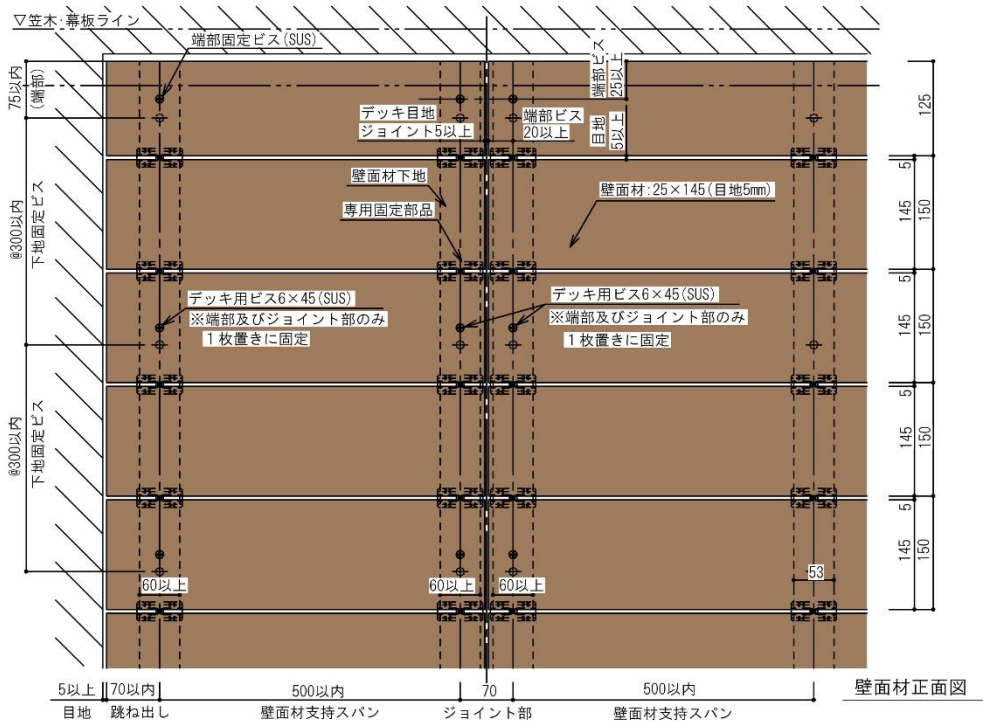 ▽笠木・幕板ライン
端部固定ビス(SUS)
75以内
(端部)
端部ビス
25以上
デッキ目地
ジョイント5以上
端部ビス
20以上
目地
5以上
125
5
壁面材下地
壁面材:25×145(目地5mm)
専用固定部品
145
150
@300以内
下地固定ビス
5
デッキ用ビス6×45(SUS)
※端部及びジョイント部のみ
1枚置きに固定
デッキ用ビス6×45(SUS)
※端部及びジョイント部のみ
1枚置きに固定
145
150
5
@300以内
下地固定ビス
145
150
5
145
150
60以上
60以上
60以上
53
5以上
70以内
500以内
70
500以内
目地
跳ね出し
壁面材支持スパン
ジョイント部
壁面材支持スパン
壁面材正面図